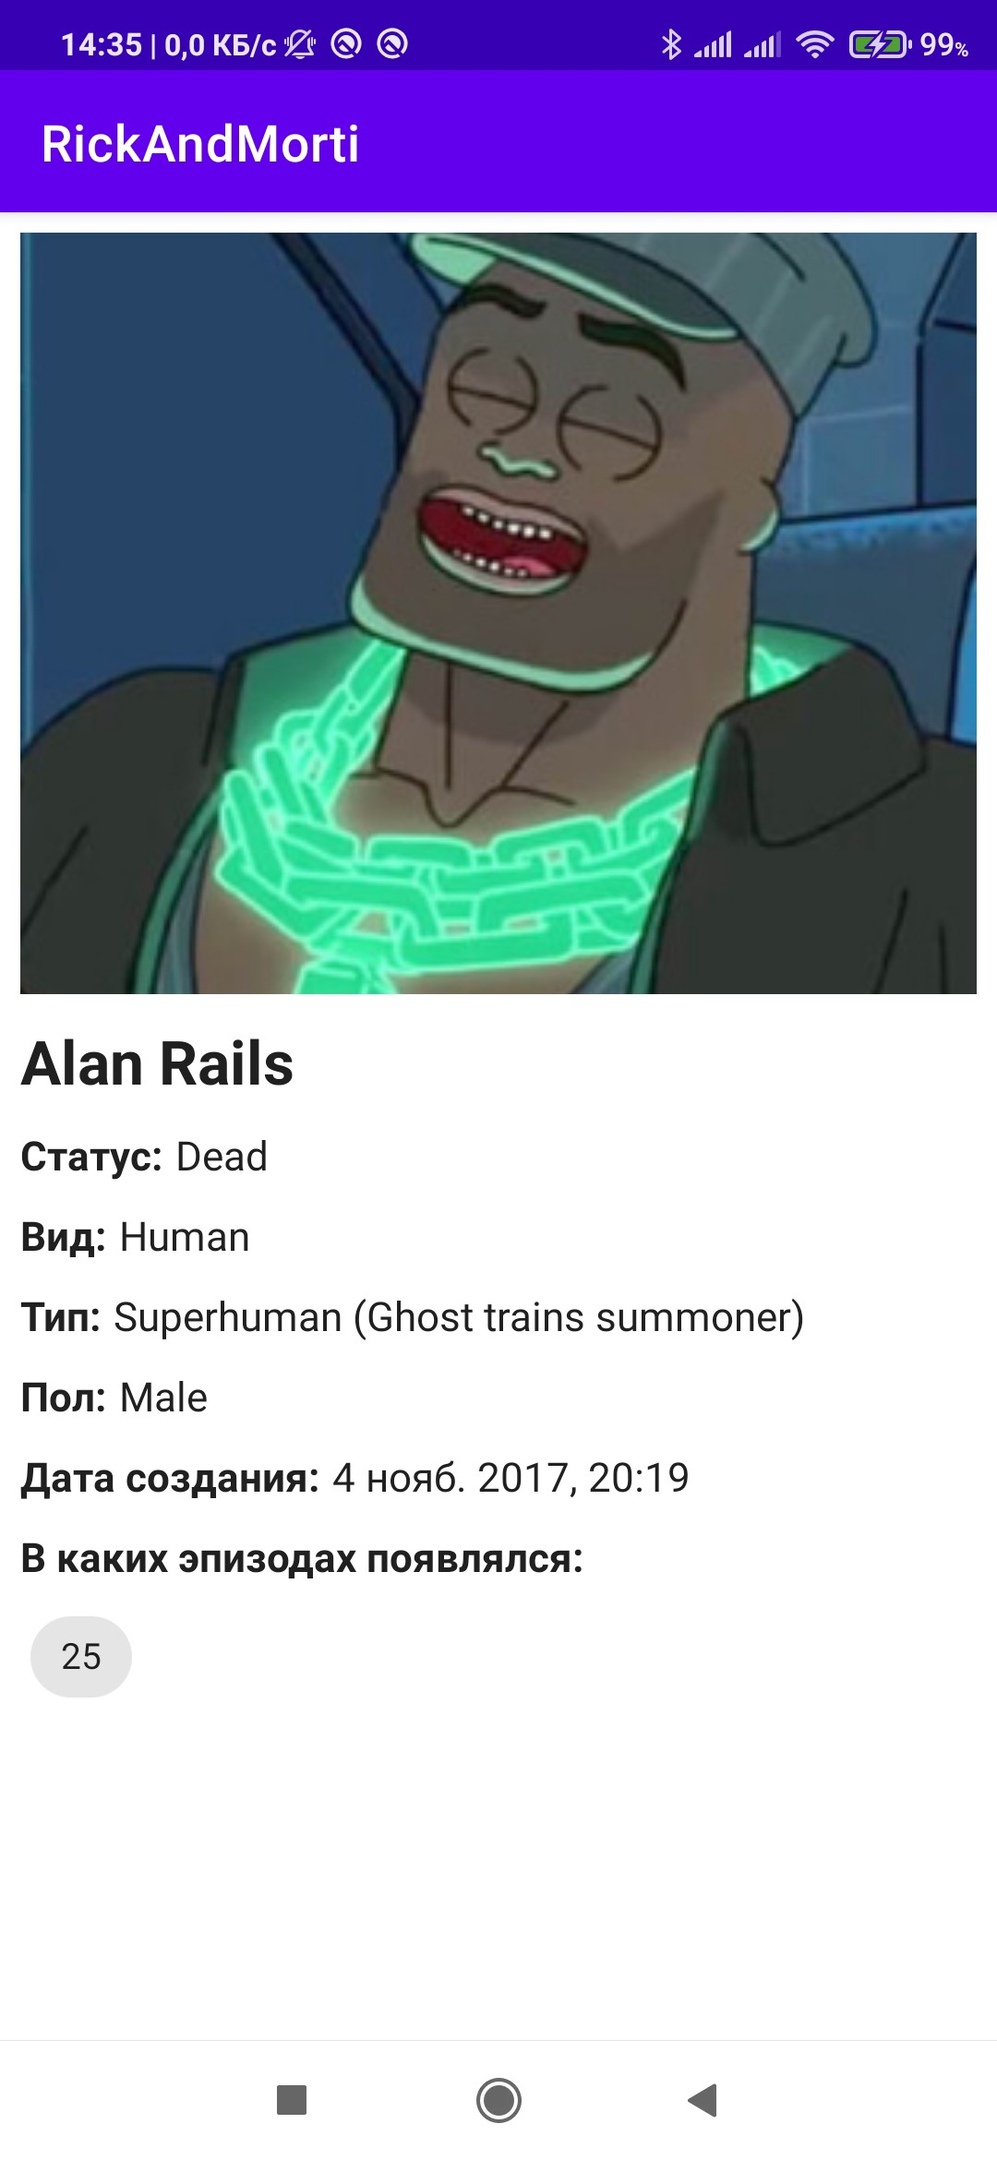 14:35 | 0,0 КБ/с 99%
RickAndMorti
Alan Rails
Статус: Dead
Вид: Human
Тип: Superhuman (Ghost trains summoner)
Пол: Male
Дата создания: 4 нояб. 2017, 20:19
В каких эпизодах появлялся:
25